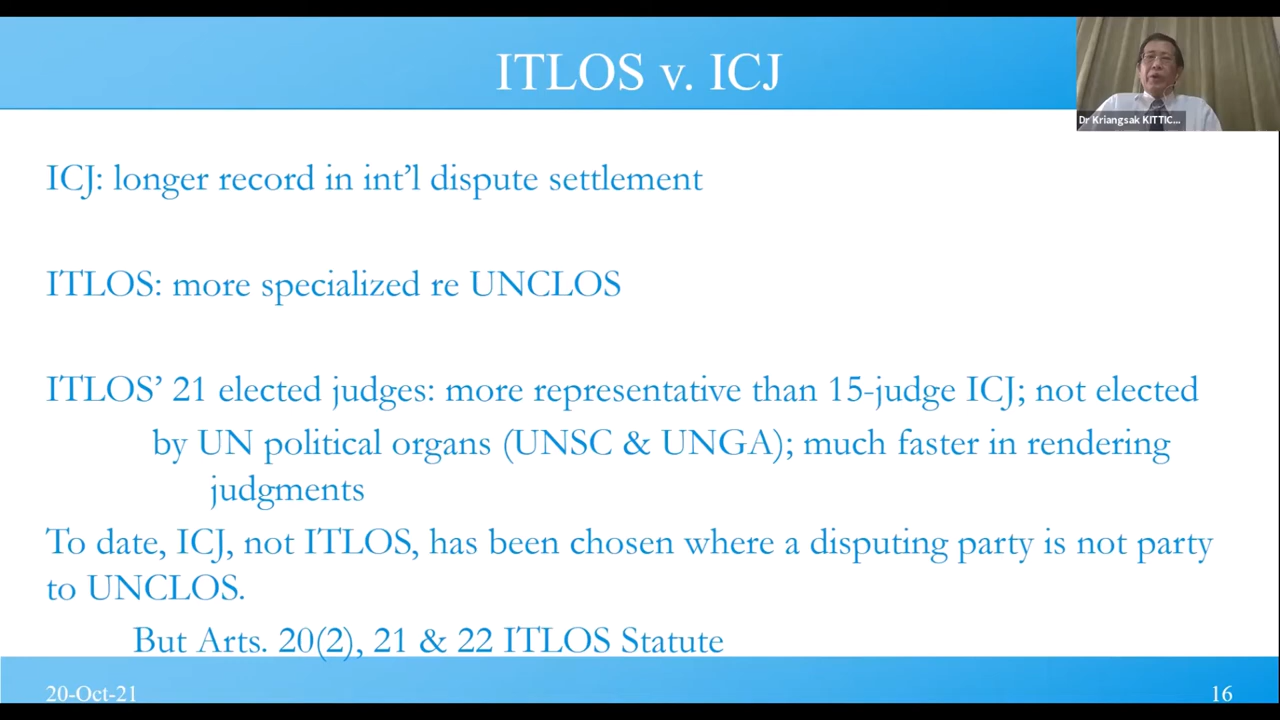 ITLOS v. ICJ
Dr Kriangsak KITTIC...
ICJ: longer record in int’l dispute settlement
ITLOS: more specialized re UNCLOS
ITLOS’ 21 elected judges: more representative than 15-judge ICJ; not elected
by UN political organs (UNSC & UNGA); much faster in rendering
judgments
To date, ICJ, not ITLOS, has been chosen where a disputing party is not party
to UNCLOS.
But Arts. 20(2), 21 & 22 ITLOS Statute
20-Oct-21
16